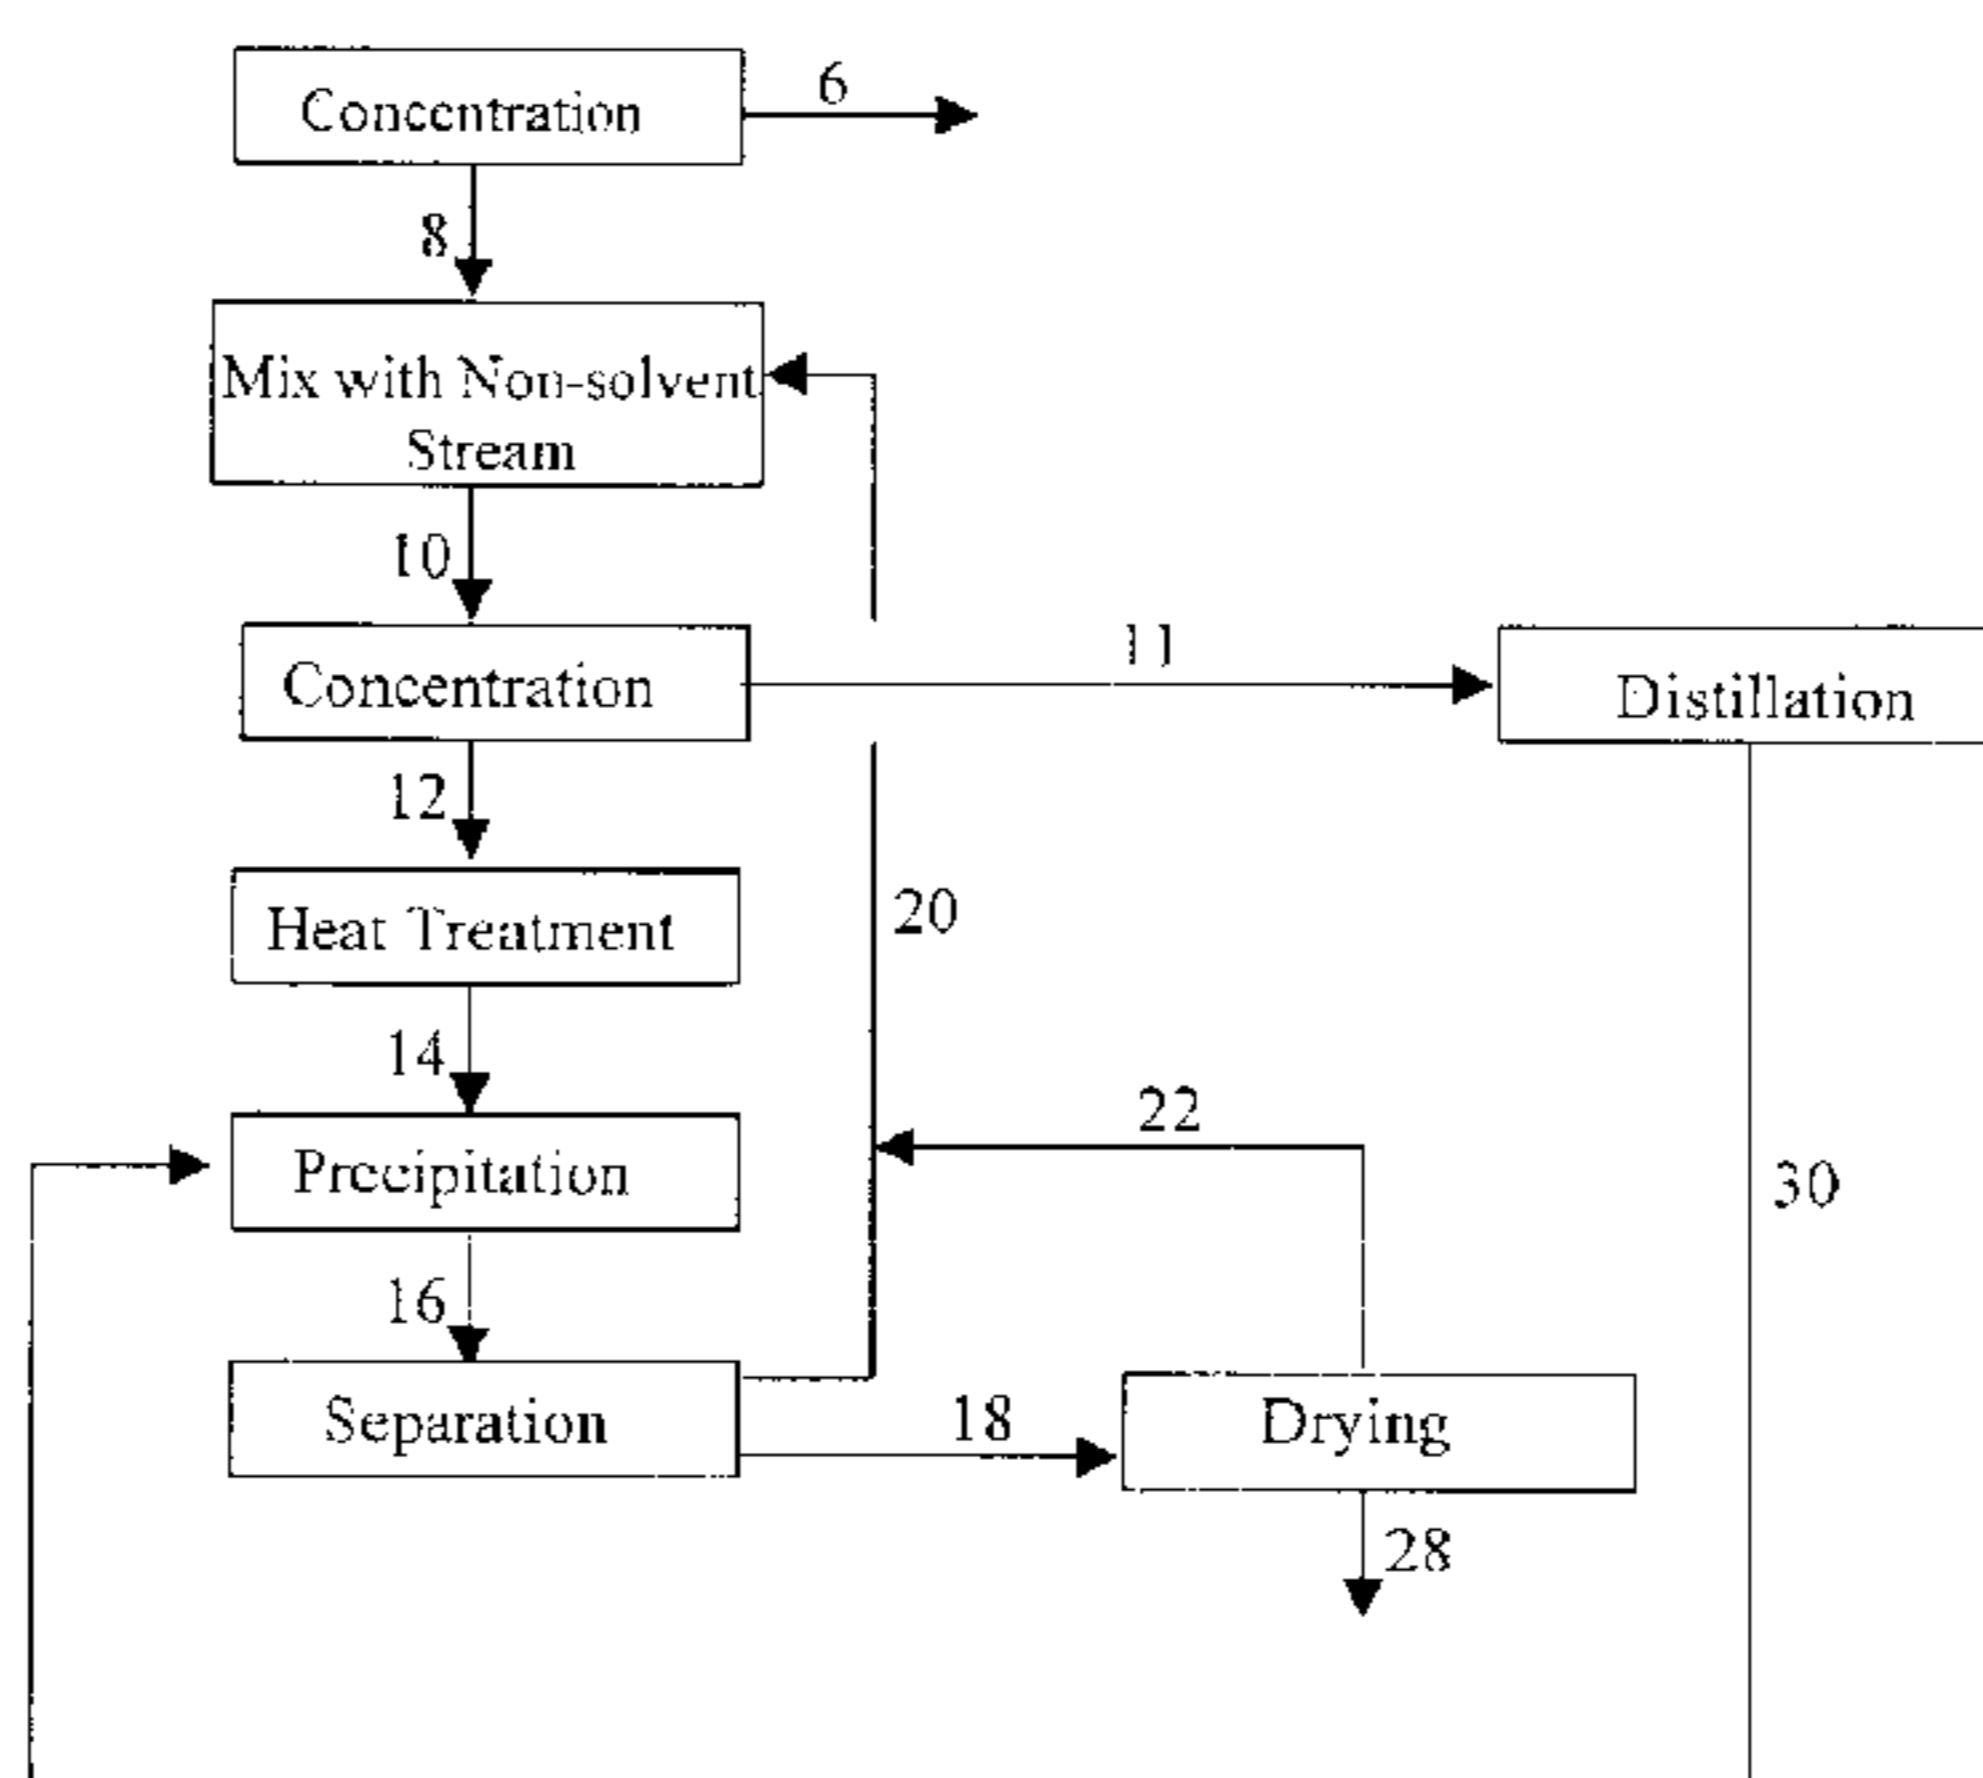 Concentration
6
8
Mix with Non-solvent
Stream
10
Concentration
11
Distillation
12
Heat Treatment
20
14
22
Precipitation
30
16
Separation
18
Drying
28